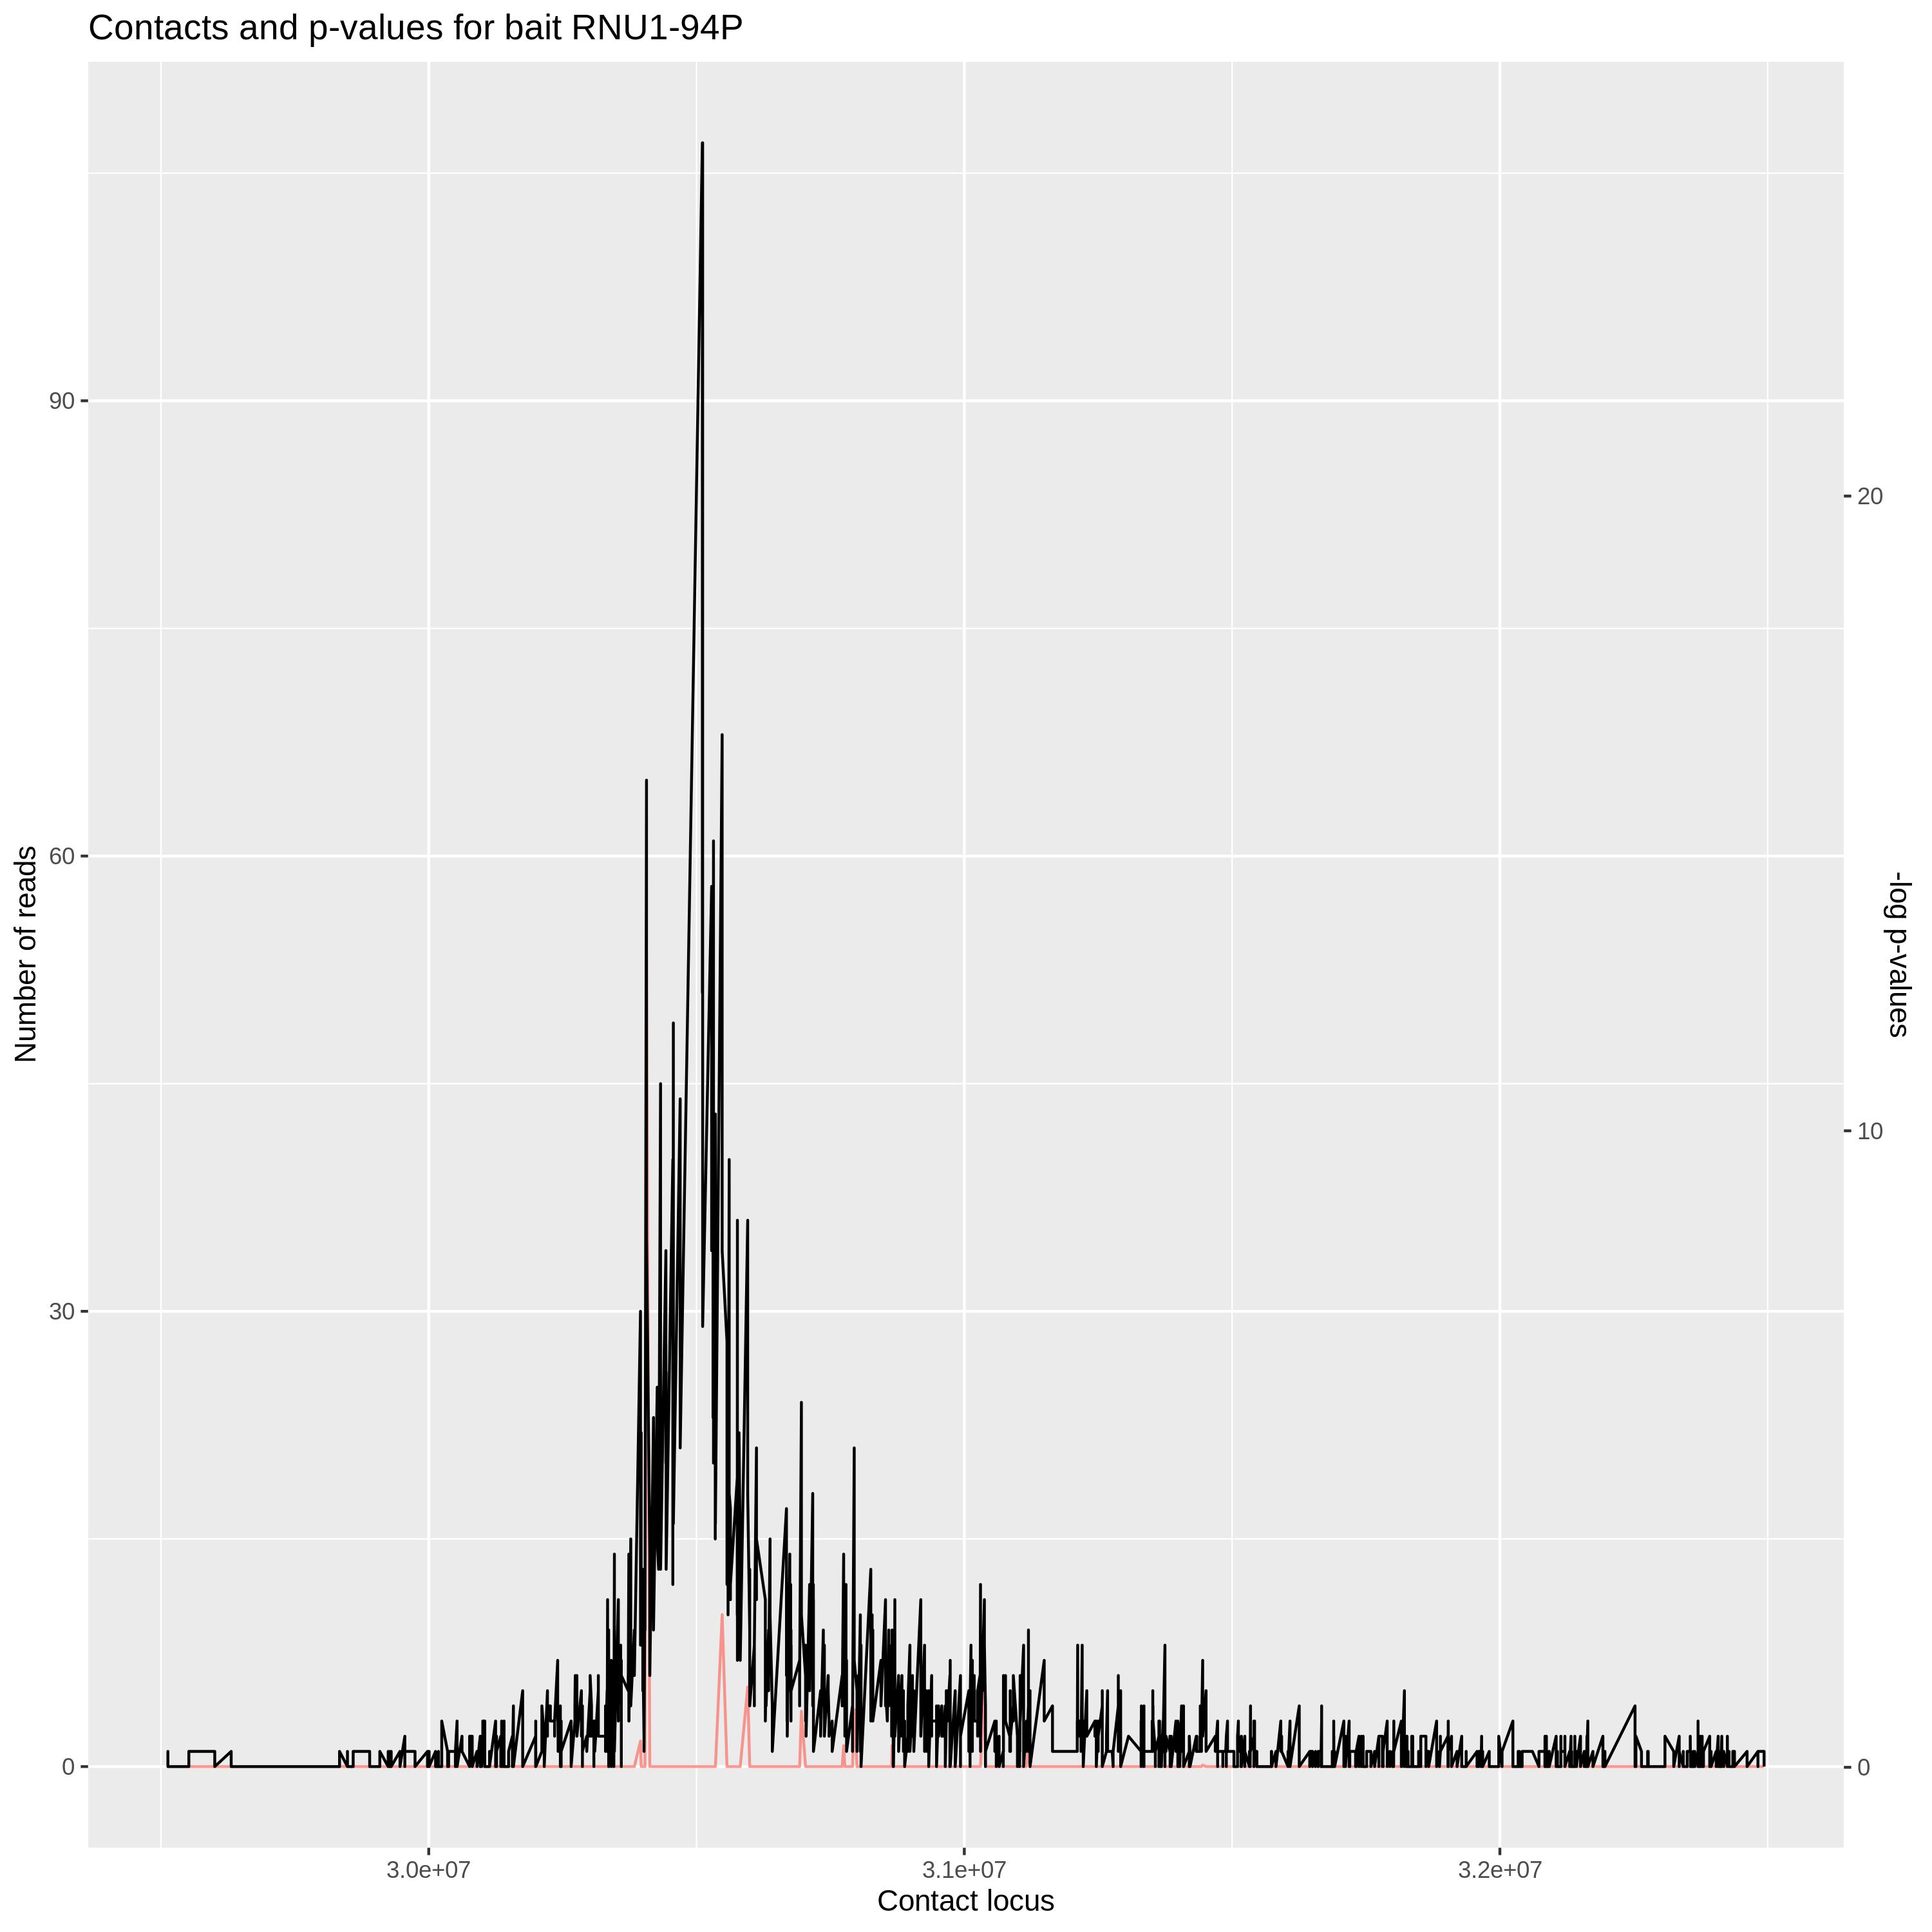 Contacts and p-values for bait RNU1-94P
90
60
30
0
Number of reads
20
10
0
-log p-values
3.0e+07
3.1e+07
3.2e+07
Contact locus